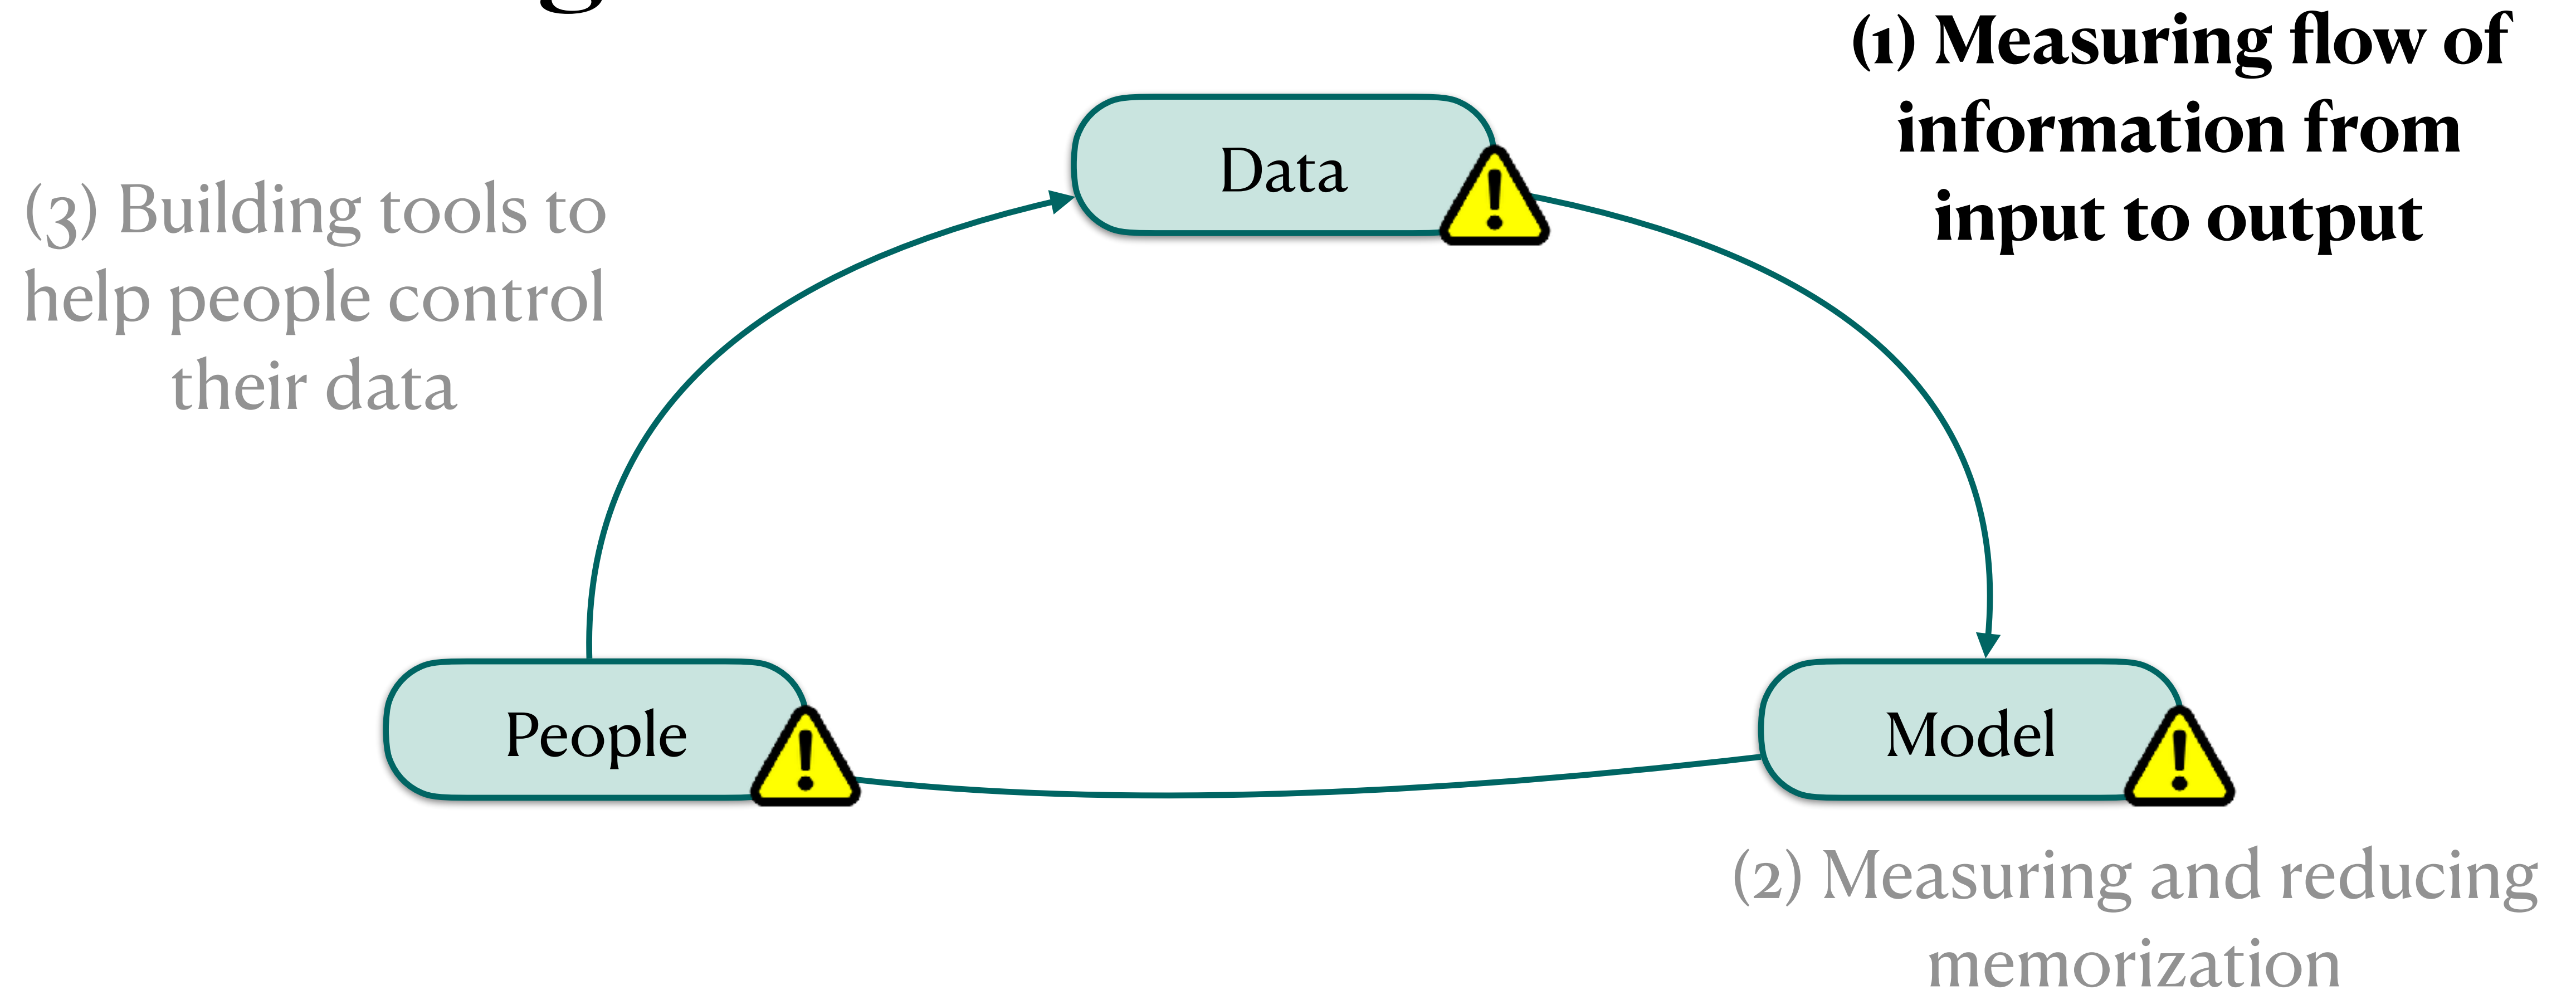 (1) Measuring flow of
information from
input to output
Data
(3) Building tools to
help people control
their data
People
Model
(2) Measuring and reducing
memorization